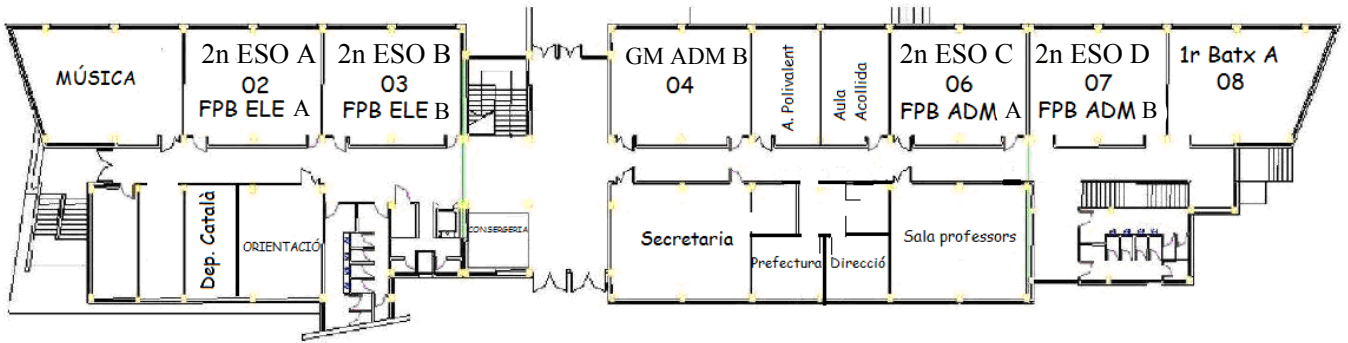 MÚSICA
2n ESO A
02
FPB ELE A
2n ESO B
03
FPB ELE B
GM ADM B
04
A. Polivalent
Aula
Acollida
2n ESO C
06
FPB ADM A
2n ESO D
07
FPB ADM B
1r Batx A
08
Dep. Català
ORIENTACIÓ
CONSERGERIA
Secretaria
Prefectura
Direcció
Sala professors